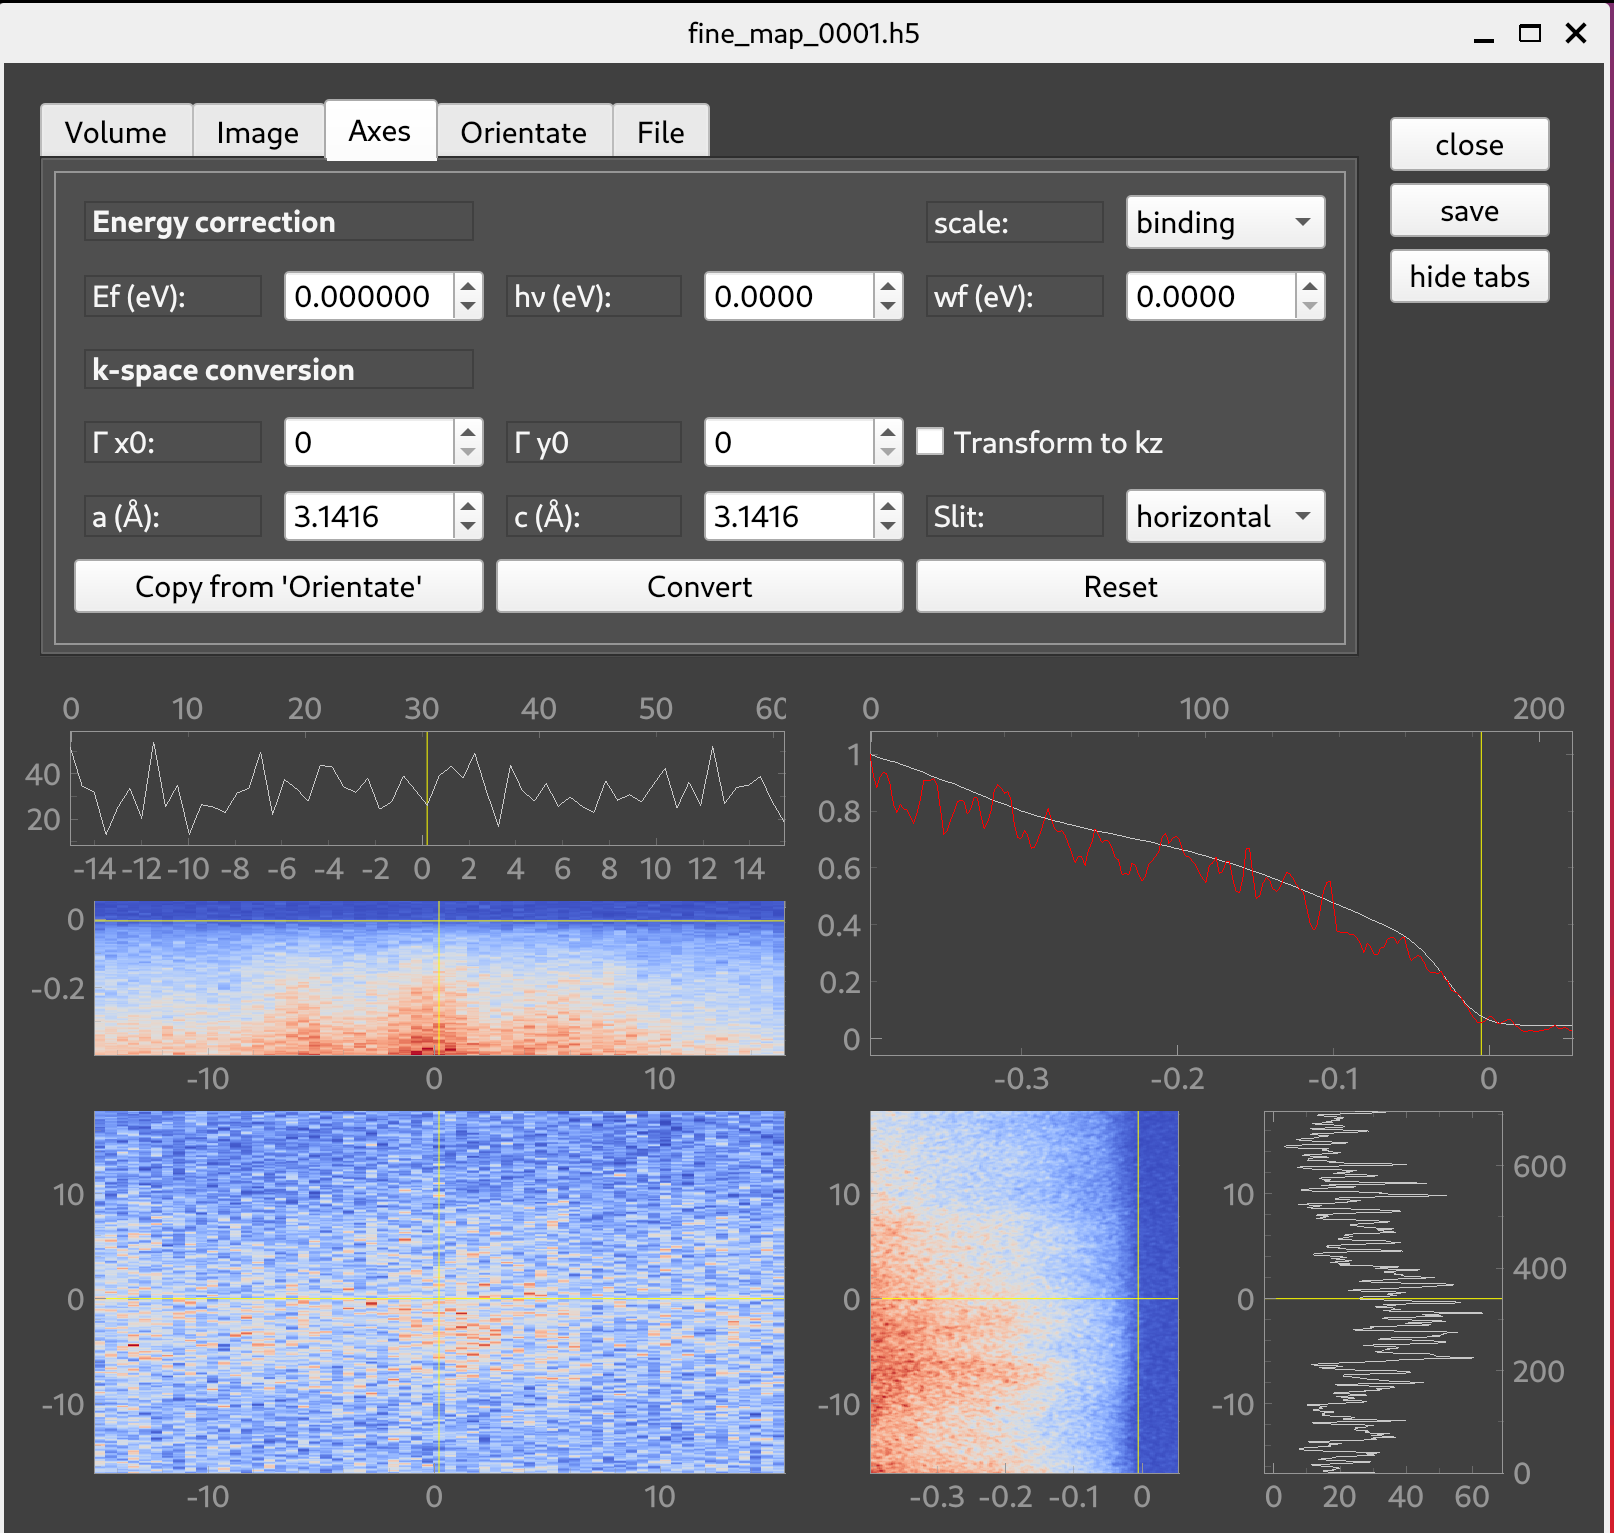 fine_map_0001.h5
Volume Image Axes Orientate File
close
save
hide tabs
Energy correction scale: binding
Ef (eV): 0.000000 hν (eV): 0.0000 wf (eV): 0.0000
k-space conversion
Γ x0: 0 Γ y0 0 Transform to kz
a (Å): 3.1416 c (Å): 3.1416 Slit: horizontal
Copy from 'Orientate' Convert Reset
0 10 20 30 40 50 60
40
20
-14 -12 -10 -8 -6 -4 -2 0 2 4 6 8 10 12 14
0 100 200
1
0.8
0.6
0.4
0.2
0
-0.3 -0.2 -0.1 0
0
-0.2
-10 0 10
10
0
-10
-10 0 10
10
0
-10
-0.3 -0.2 -0.1 0
10
0
-10
600
400
200
0
0 20 40 60